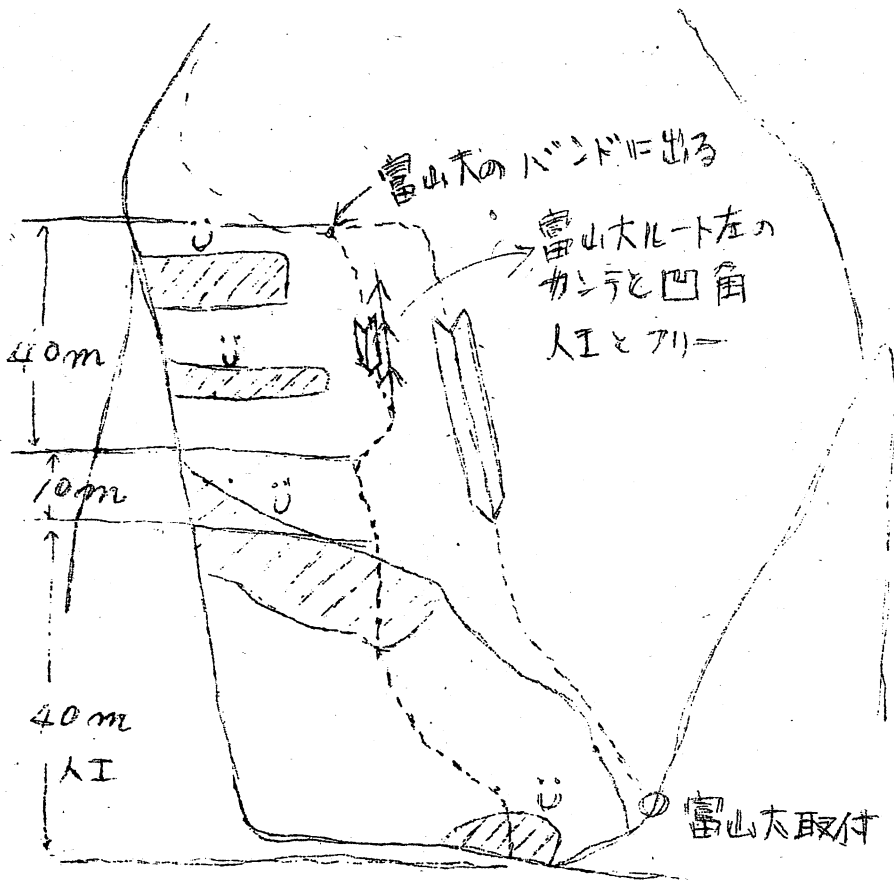 富山大のバンドに出る
富山大ルート左の
カンテと凹角
人工とフリー
40m
10m
40m
人工
富山大取付